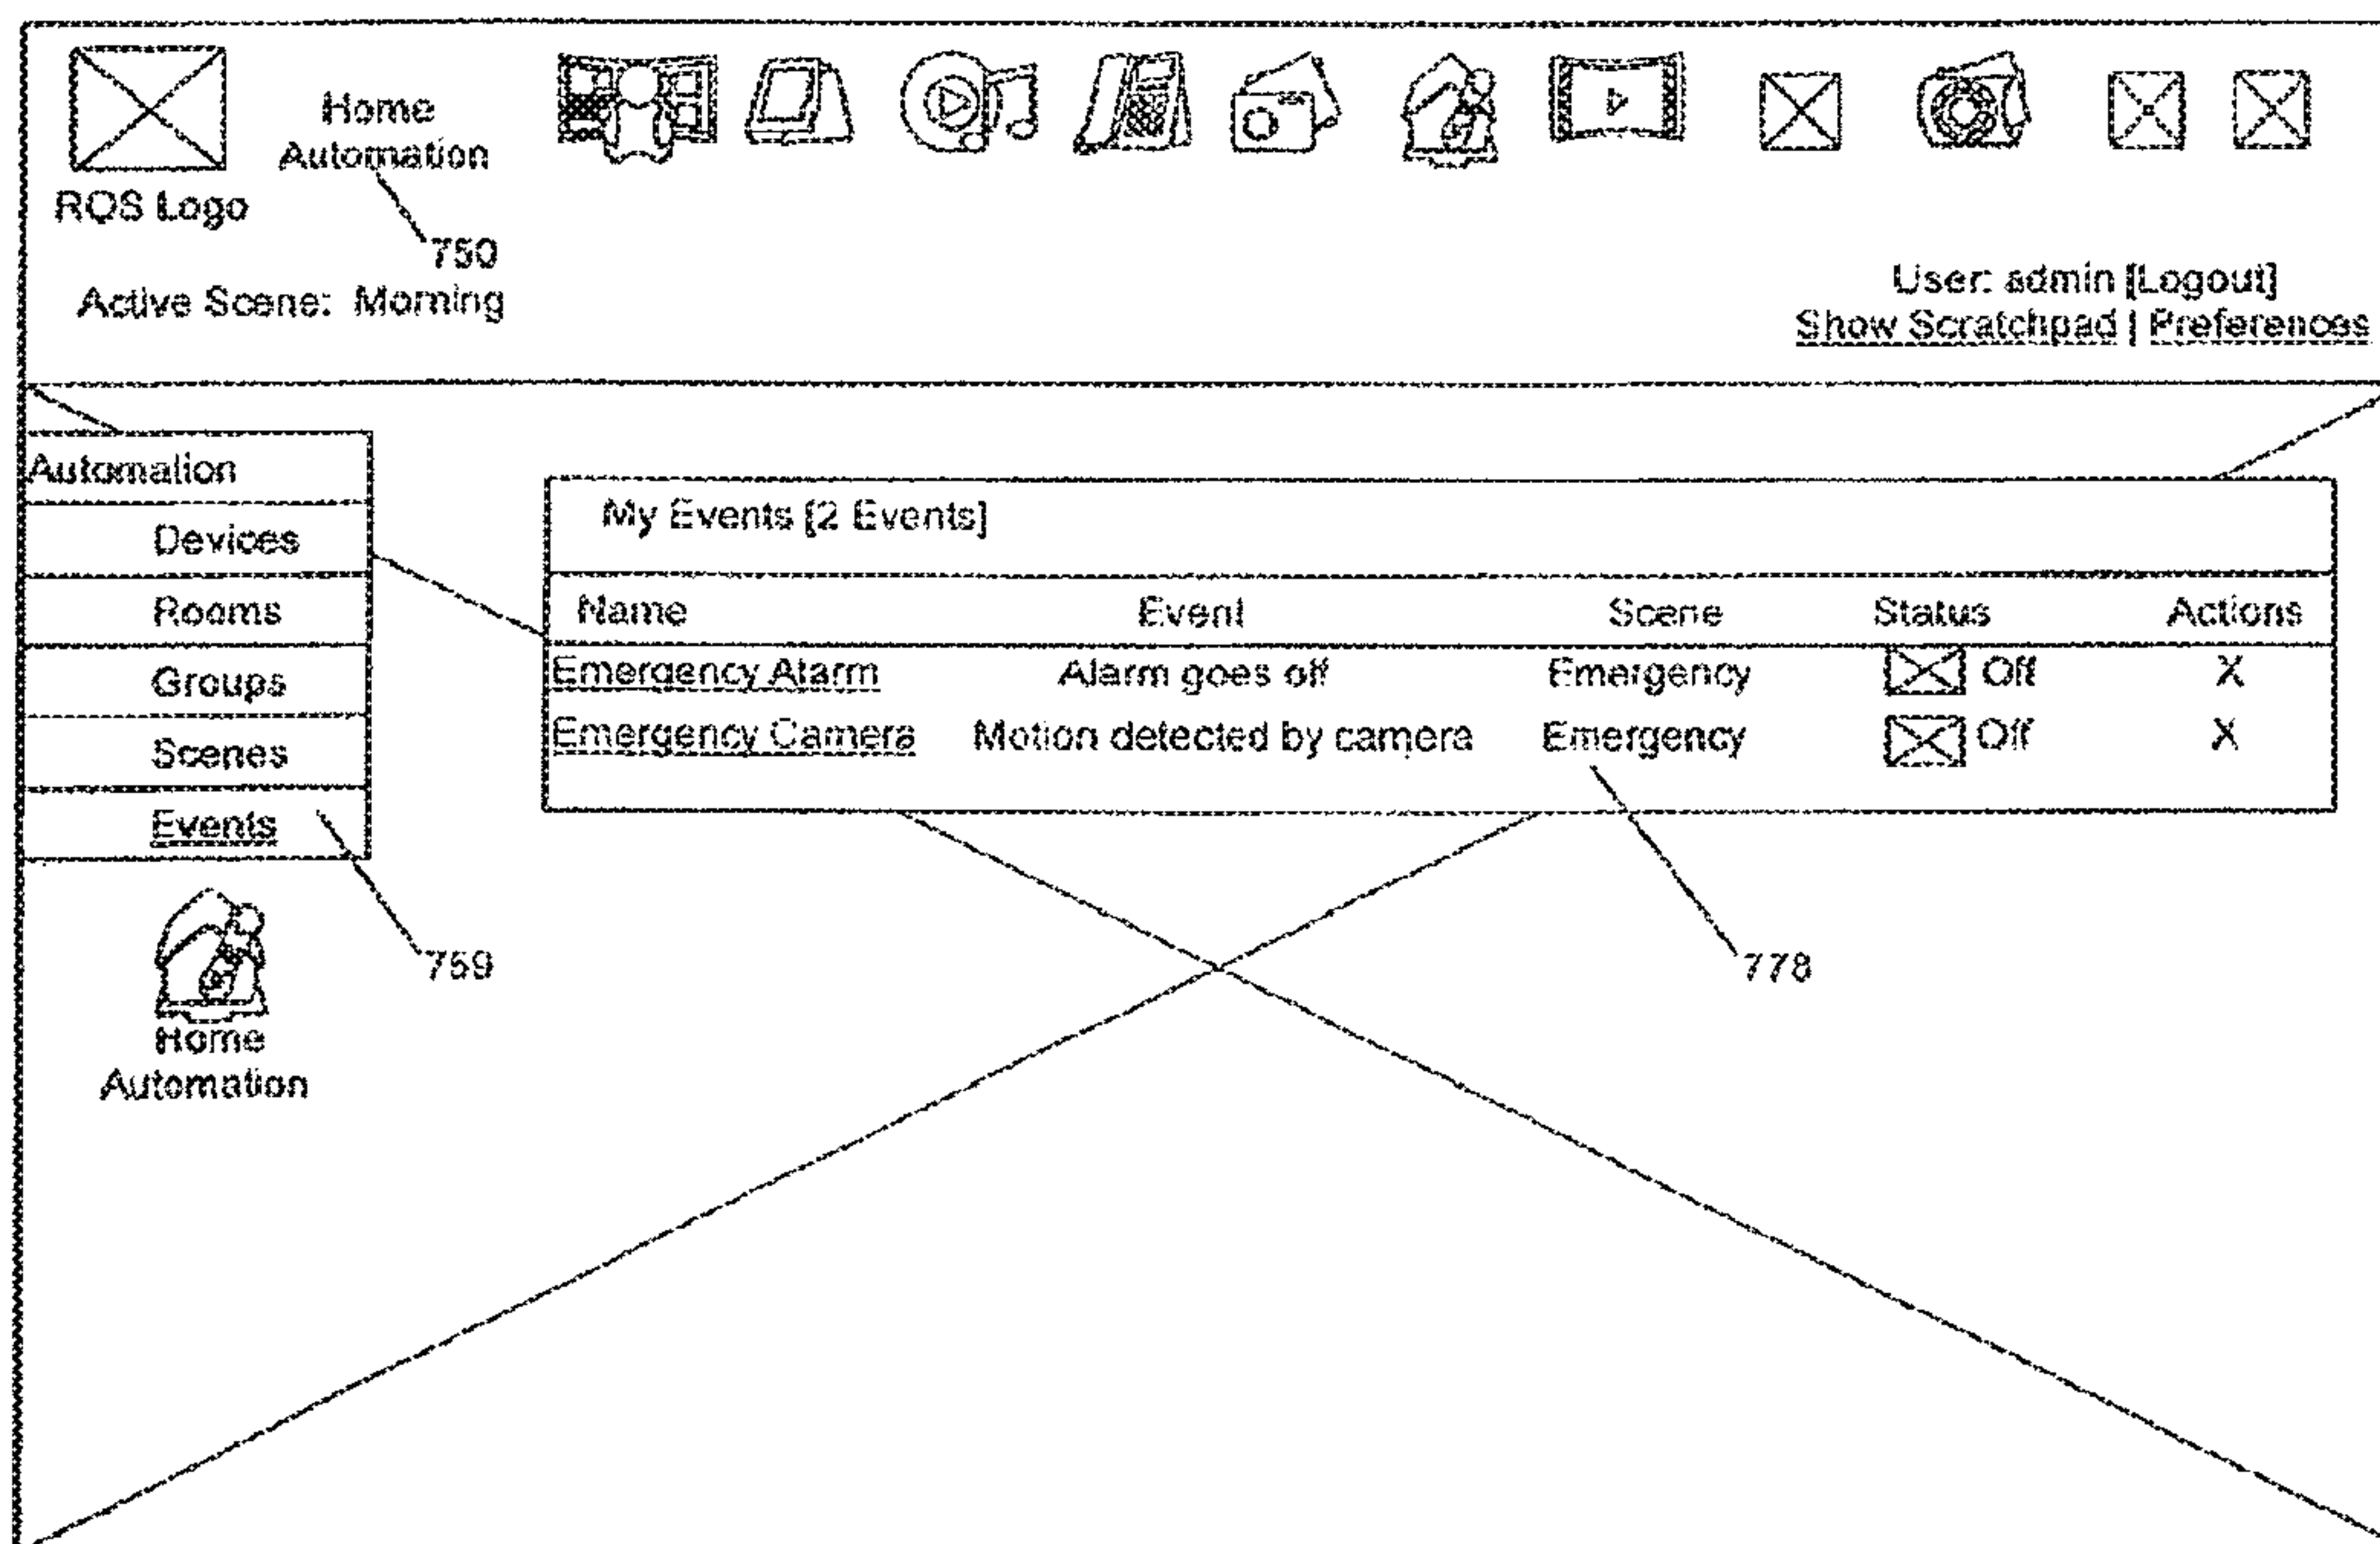 Home
Automation
RQS Logo
750
Active Scene: Morning
User: admin [Logout]
Show Scratchpad | Preferences
Automation
Devices
Rooms
Groups
Scenes
Events
My Events [2 Events]
Name Event Scene Status Actions
Emergency Alarm Alarm goes off Emergency Off X
Emergency Camera Motion detected by camera Emergency Off X
759
778
Home
Automation